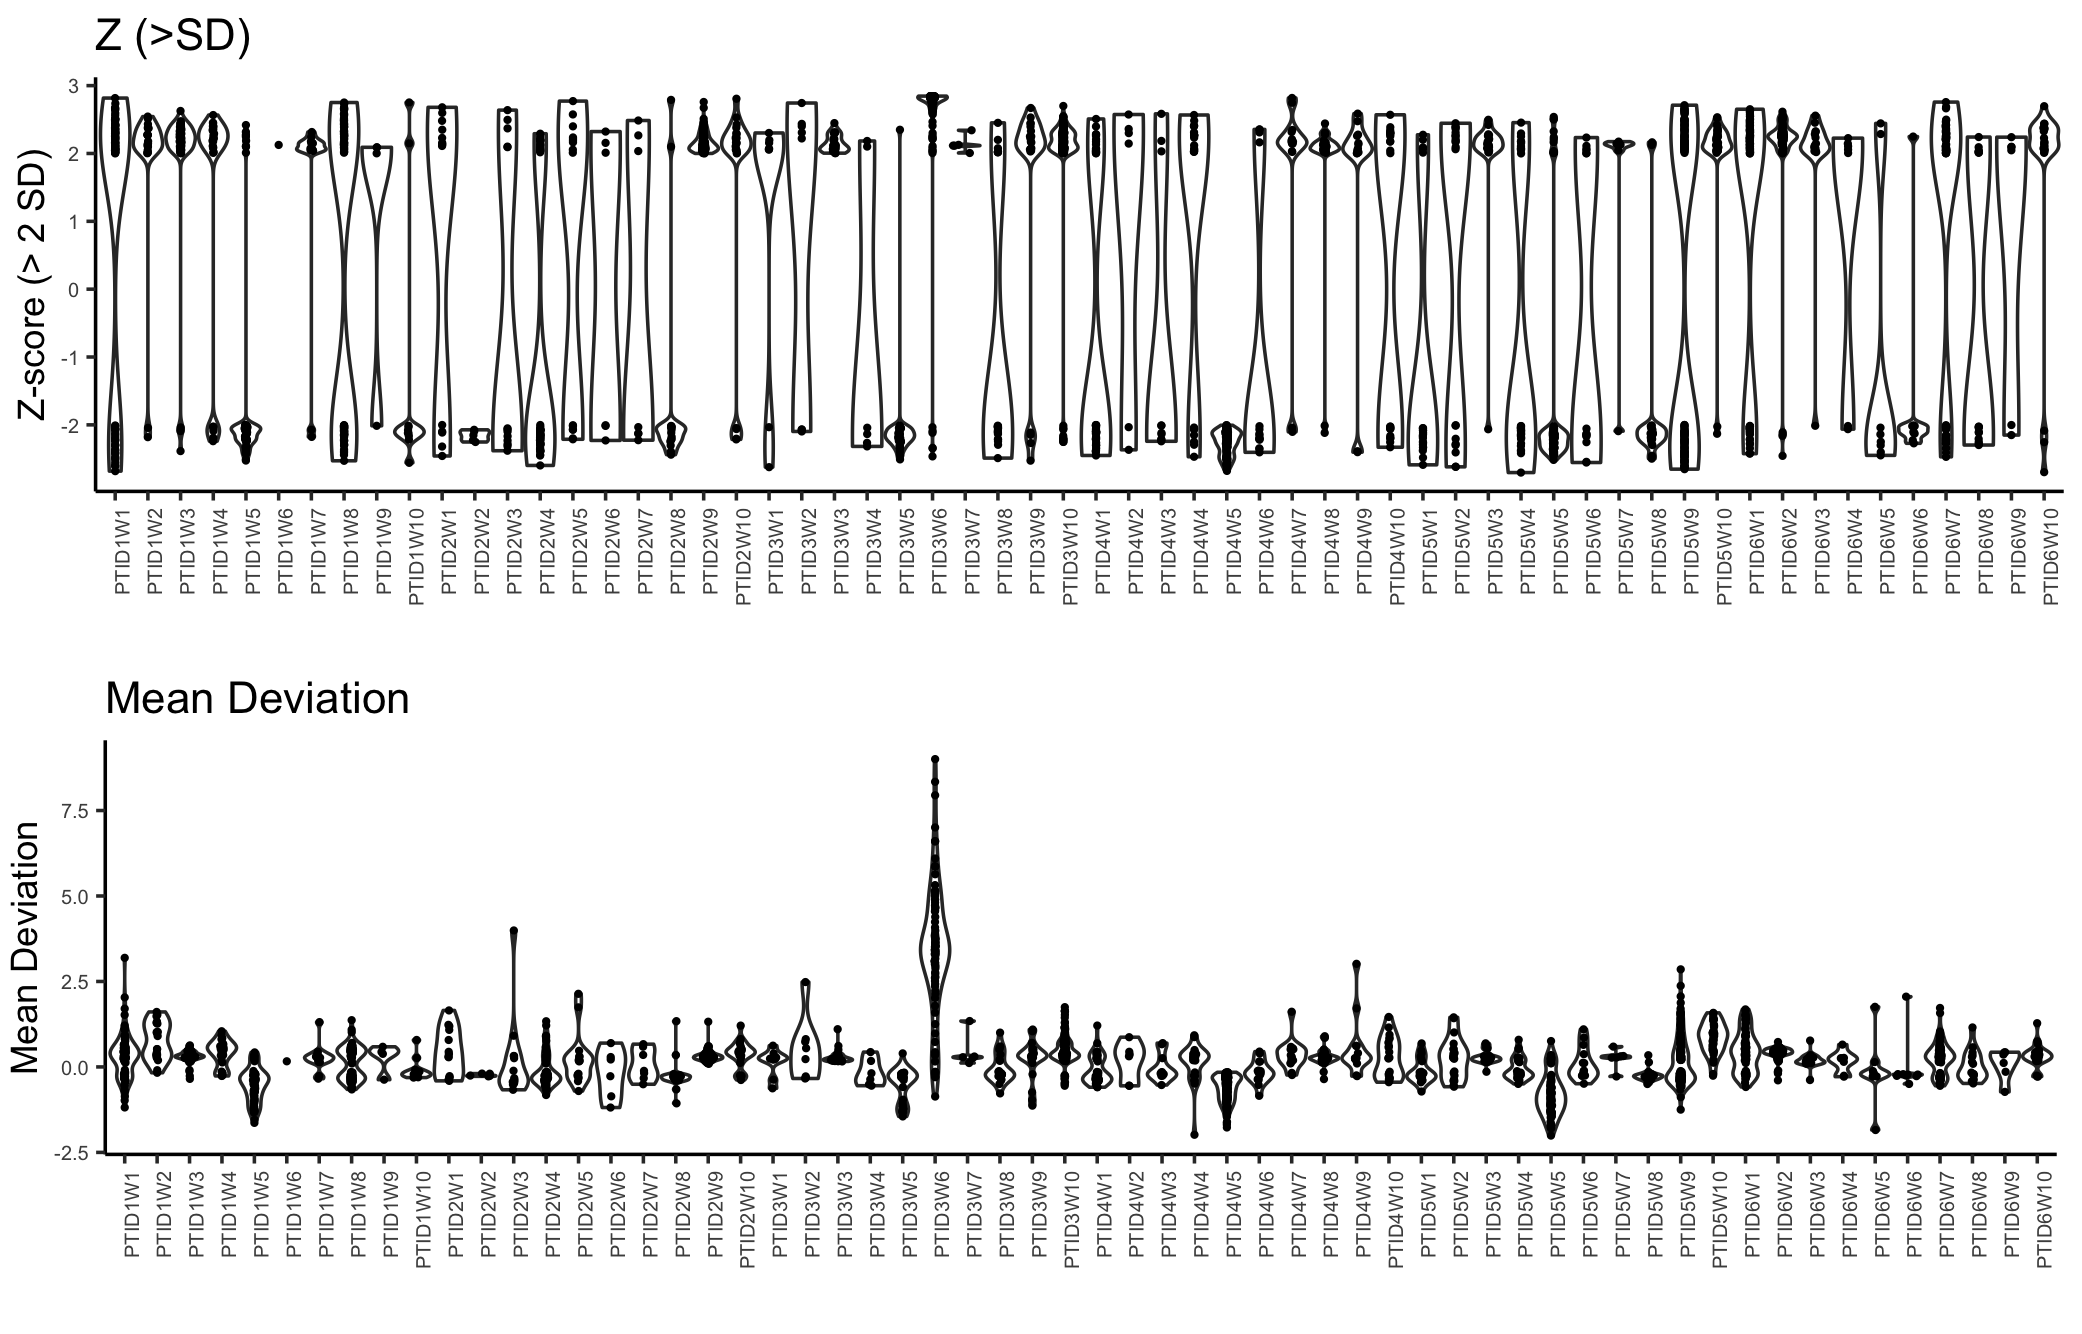 Z (>SD)
Z-score (> 2 SD)
3
2
1
0
-1
-2
PTID1W1
PTID1W2
PTID1W3
PTID1W4
PTID1W5
PTID1W6
PTID1W7
PTID1W8
PTID1W9
PTID1W10
PTID2W1
PTID2W2
PTID2W3
PTID2W4
PTID2W5
PTID2W6
PTID2W7
PTID2W8
PTID2W9
PTID2W10
PTID3W1
PTID3W2
PTID3W3
PTID3W4
PTID3W5
PTID3W6
PTID3W7
PTID3W8
PTID3W9
PTID3W10
PTID4W1
PTID4W2
PTID4W3
PTID4W4
PTID4W5
PTID4W6
PTID4W7
PTID4W8
PTID4W9
PTID4W10
PTID5W1
PTID5W2
PTID5W3
PTID5W4
PTID5W5
PTID5W6
PTID5W7
PTID5W8
PTID5W9
PTID5W10
PTID6W1
PTID6W2
PTID6W3
PTID6W4
PTID6W5
PTID6W6
PTID6W7
PTID6W8
PTID6W9
PTID6W10
Mean Deviation
Mean Deviation
7.5
5.0
2.5
0.0
-2.5
PTID1W1
PTID1W2
PTID1W3
PTID1W4
PTID1W5
PTID1W6
PTID1W7
PTID1W8
PTID1W9
PTID1W10
PTID2W1
PTID2W2
PTID2W3
PTID2W4
PTID2W5
PTID2W6
PTID2W7
PTID2W8
PTID2W9
PTID2W10
PTID3W1
PTID3W2
PTID3W3
PTID3W4
PTID3W5
PTID3W6
PTID3W7
PTID3W8
PTID3W9
PTID3W10
PTID4W1
PTID4W2
PTID4W3
PTID4W4
PTID4W5
PTID4W6
PTID4W7
PTID4W8
PTID4W9
PTID4W10
PTID5W1
PTID5W2
PTID5W3
PTID5W4
PTID5W5
PTID5W6
PTID5W7
PTID5W8
PTID5W9
PTID5W10
PTID6W1
PTID6W2
PTID6W3
PTID6W4
PTID6W5
PTID6W6
PTID6W7
PTID6W8
PTID6W9
PTID6W10